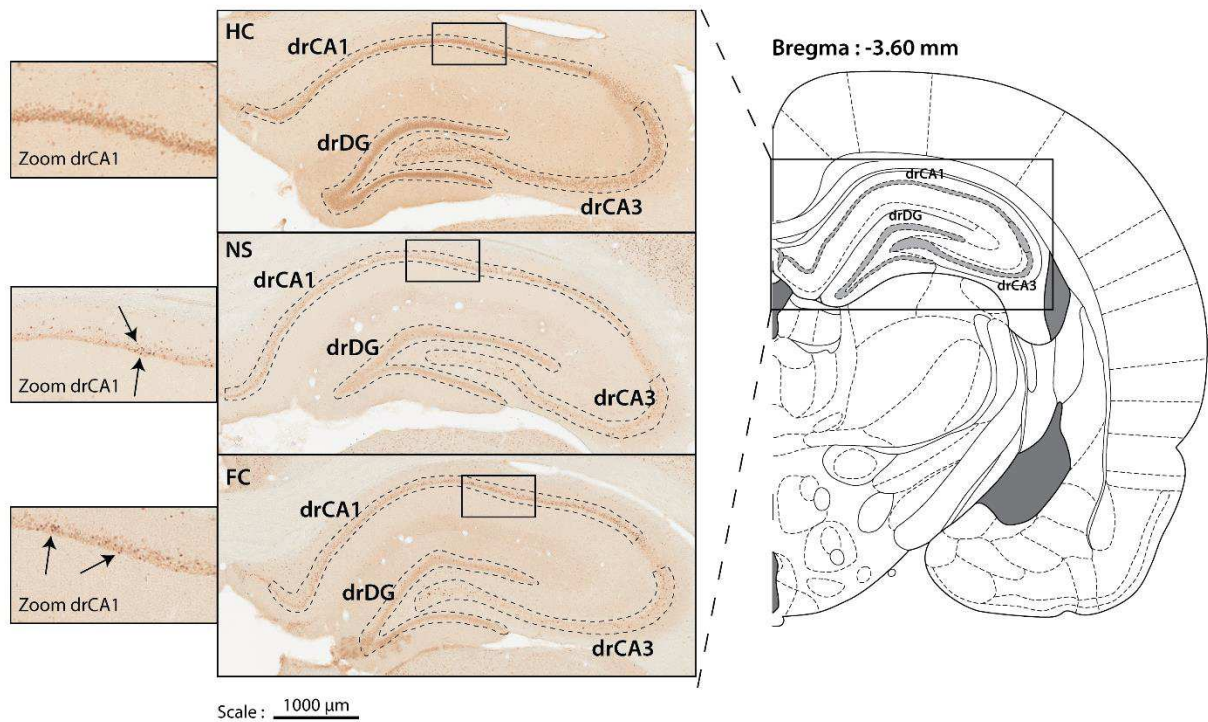 HC
drCA1
drDG
drCA3
Zoom drCA1
NS
drCA1
drDG
drCA3
Zoom drCA1
FC
drCA1
drDG
drCA3
Zoom drCA1
Scale : 1000 µm
Bregma : -3.60 mm
drCA1
drDG
drCA3